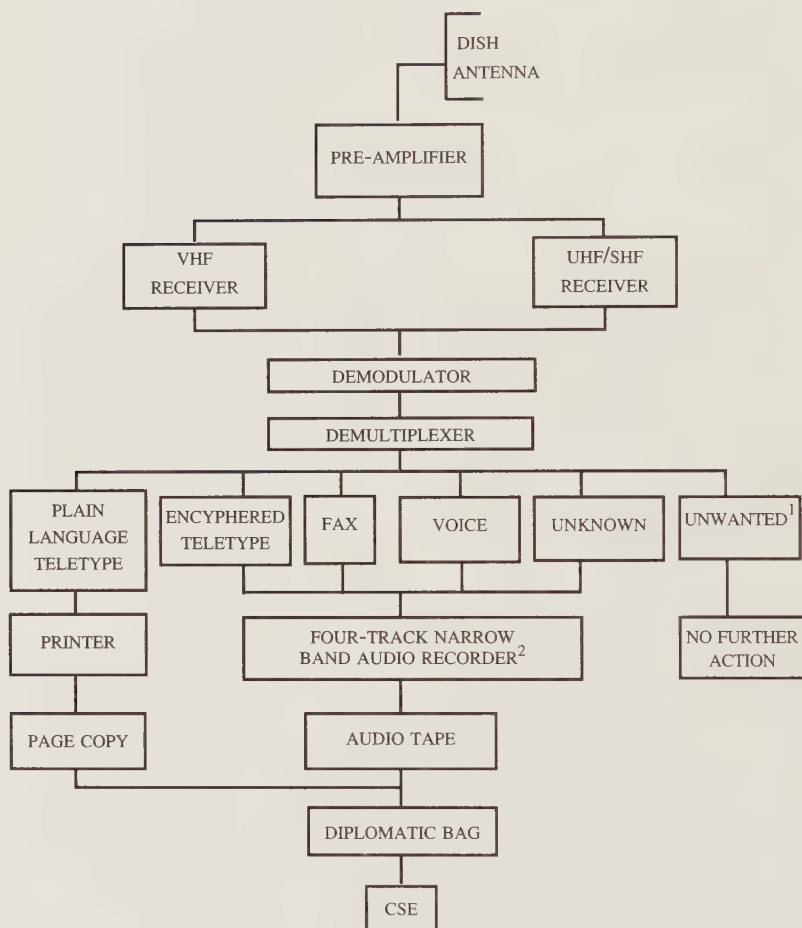 DISH
ANTENNA
PRE-AMPLIFIER
VHF
RECEIVER
UHF/SHF
RECEIVER
DEMODULATOR
DEMULTIPLEXER
PLAIN
LANGUAGE
TELETYPE
ENCYPHERED
TELETYPE
FAX
VOICE
UNKNOWN
UNWANTED1
PRINTER
FOUR-TRACK NARROW
BAND AUDIO RECORDER2
NO FURTHER
ACTION
PAGE COPY
AUDIO TAPE
DIPLOMATIC BAG
CSE